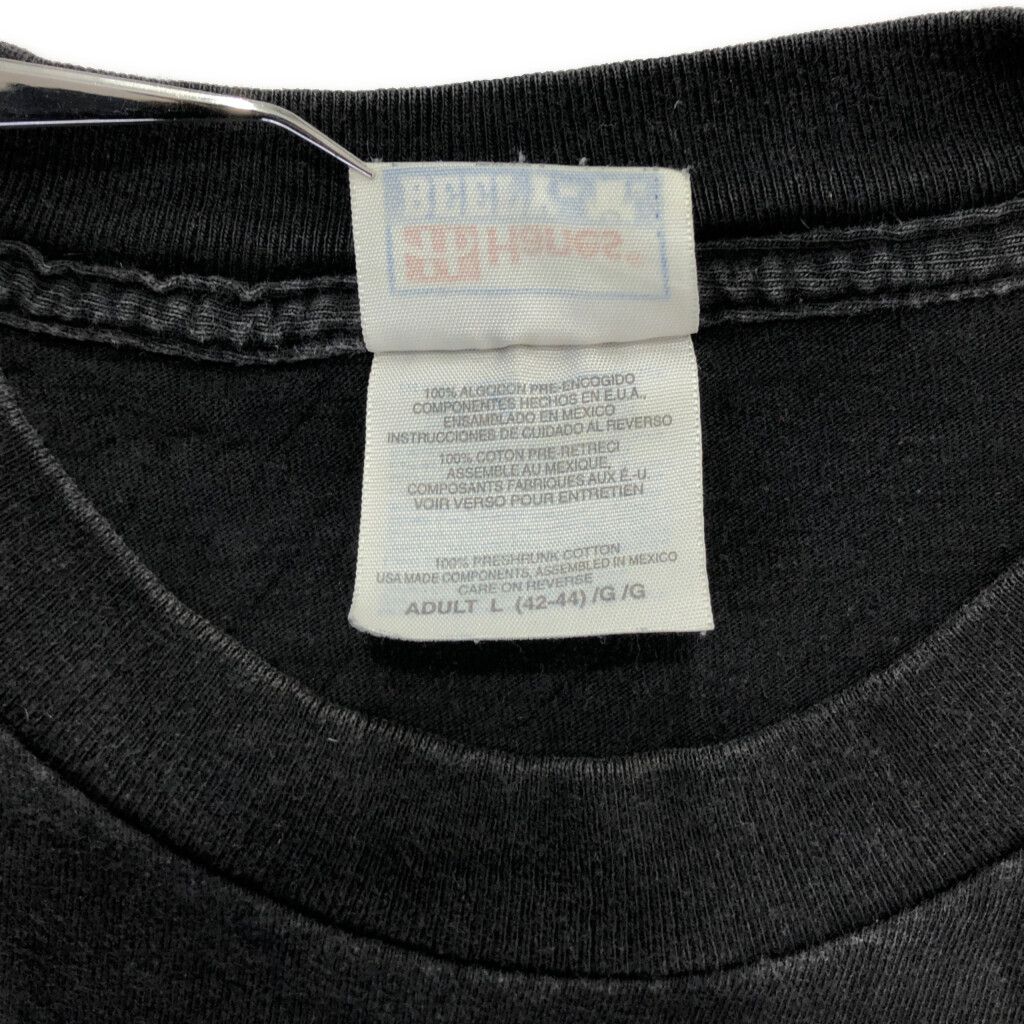 BEEFY-T
Hanes
100% ALGODON PRE-ENCOGIDO
COMPONENTES HECHOS EN E.U.A.,
ENSAMBLADO EN MÉXICO
INSTRUCCIONES DE CUIDADO AL REVERSO
100% COTON PRE-RETRECI
ASSEMBLE AU MEXIQUE,
COMPOSANTS FABRIQUES AUX É.-U.
VOIR VERSO POUR ENTRETIEN
100% PRESHRUNK COTTON
USA MADE COMPONENTS, ASSEMBLED IN MEXICO
CARE ON REVERSE
ADULT L (42-44) /G /G